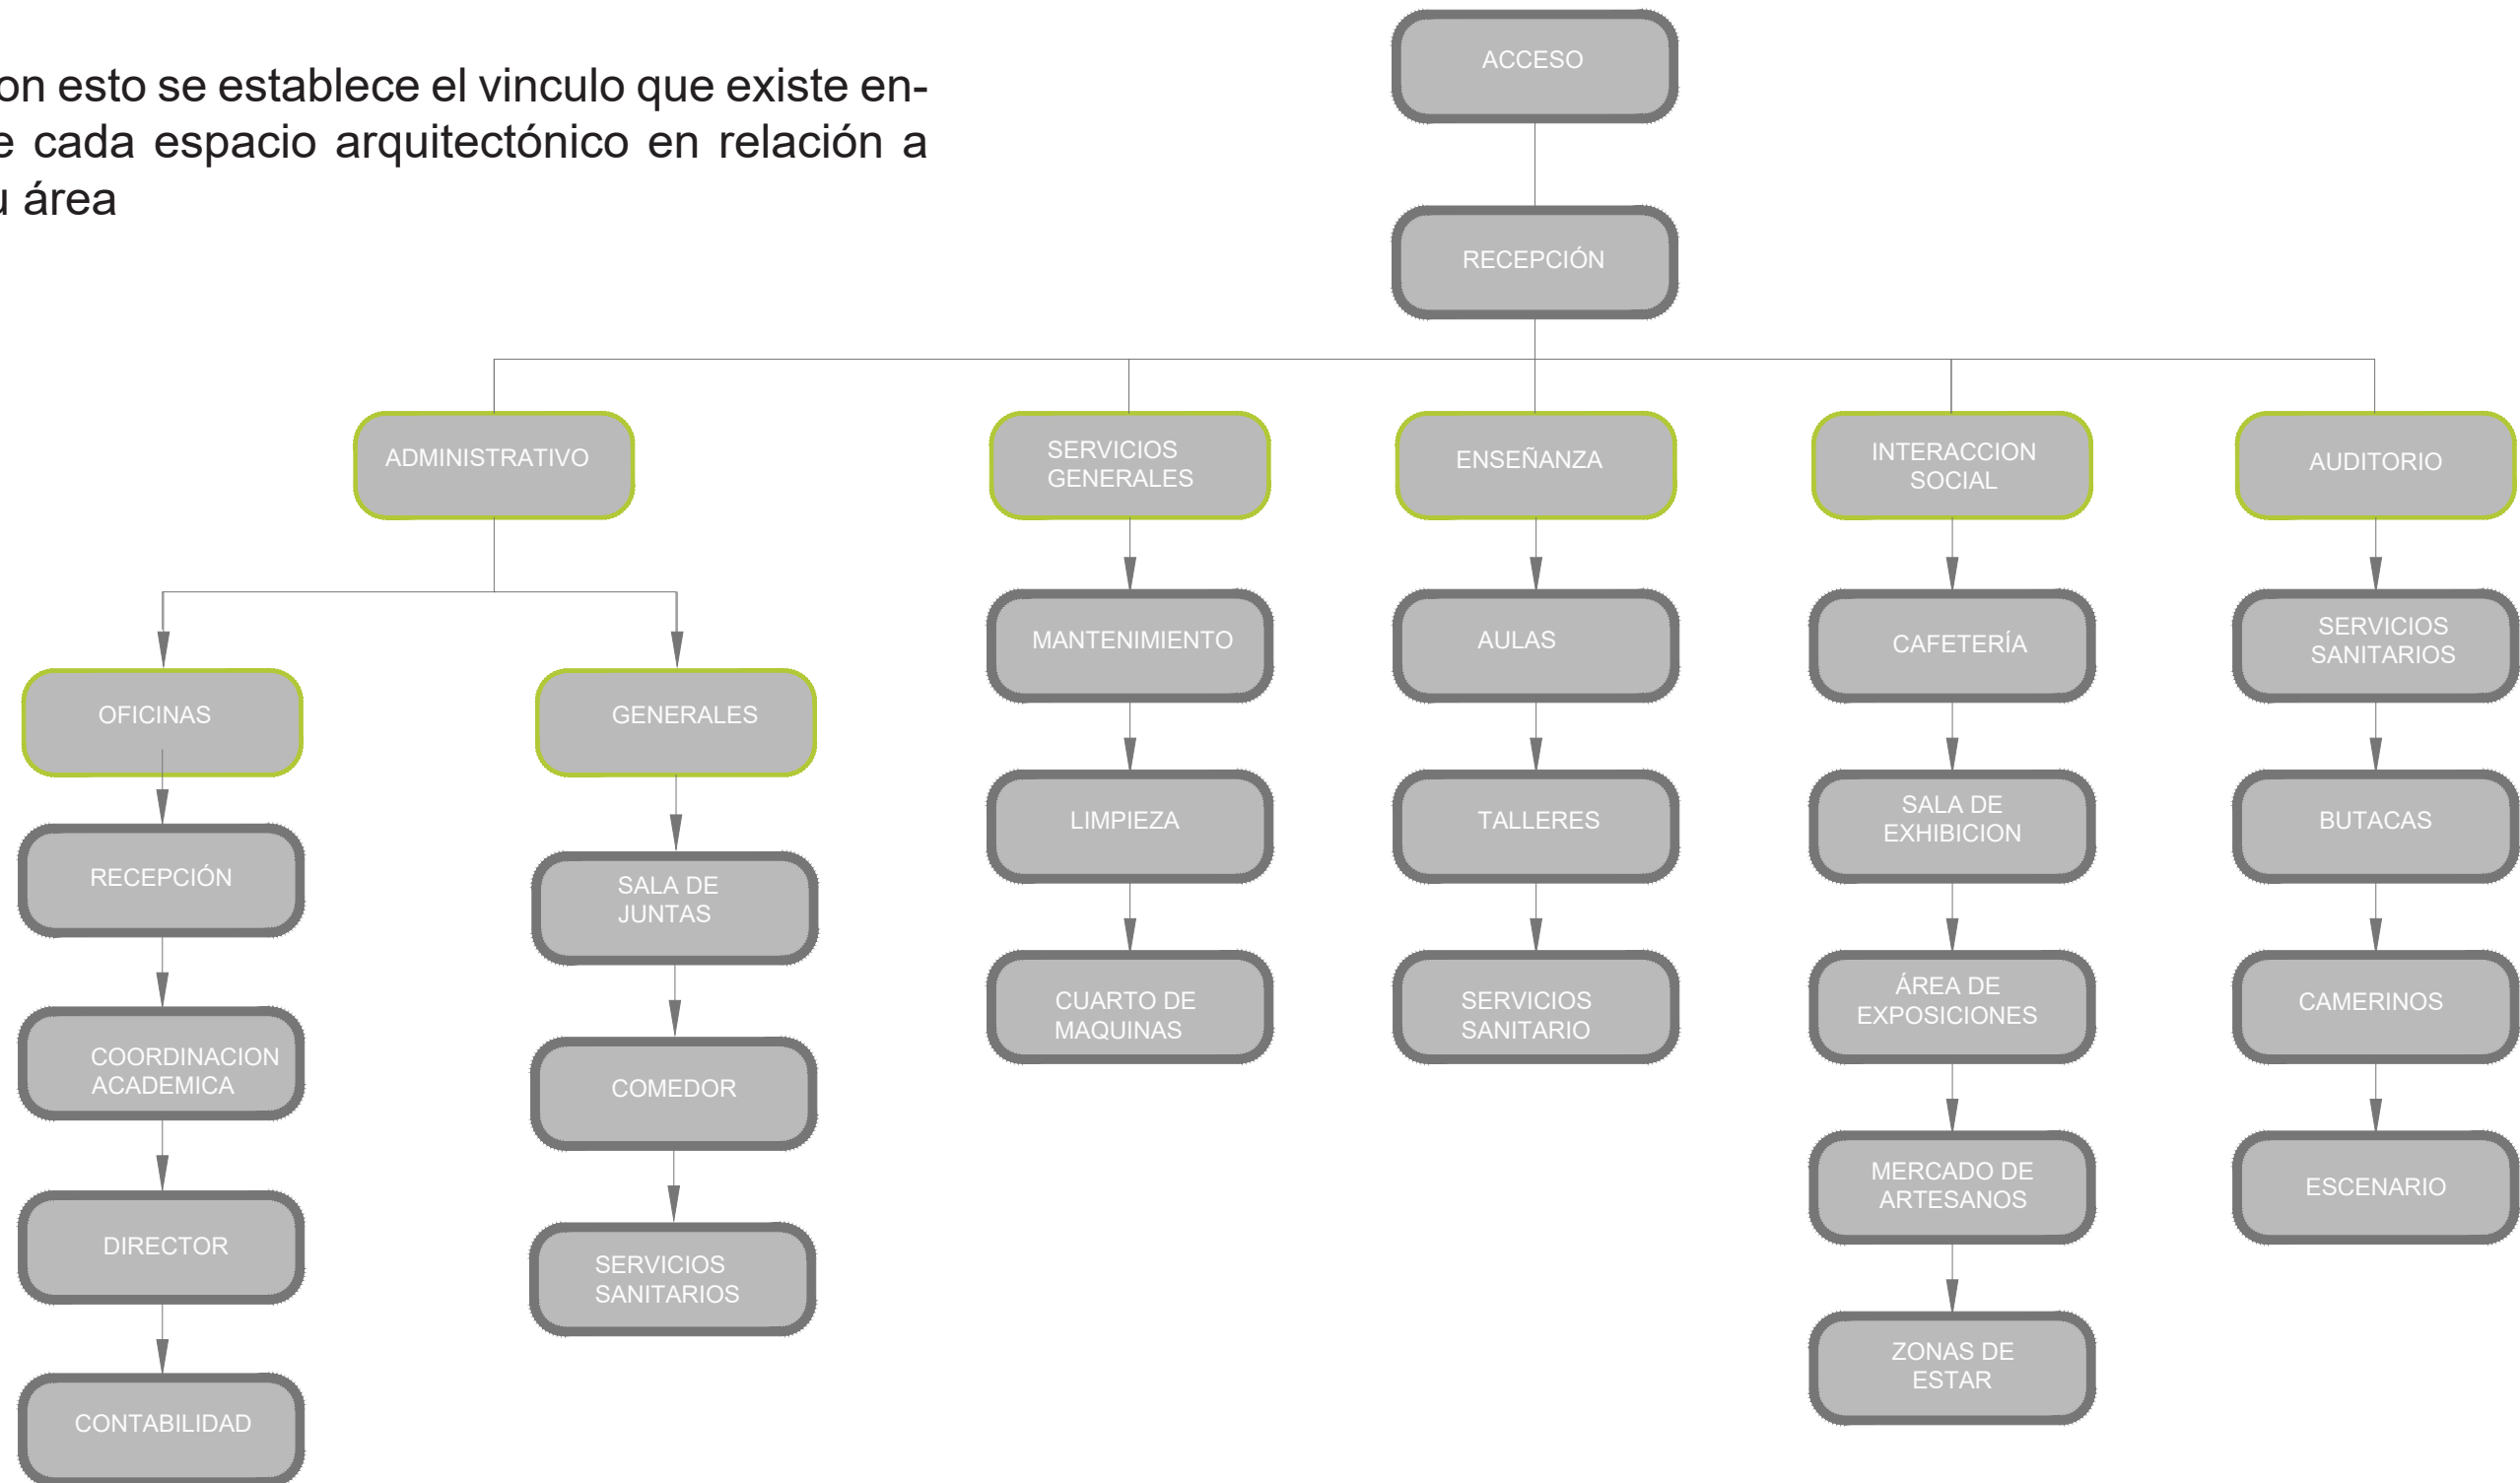 on esto se establece el vinculo que existe en-
e cada espacio arquitectónico en relación a
u área
ACCESO
RECEPCIÓN
ADMINISTRATIVO
SERVICIOS
GENERALES
ENSEÑANZA
INTERACCION
SOCIAL
AUDITORIO
OFICINAS
RECEPCIÓN
COORDINACION
ACADEMICA
DIRECTOR
CONTABILIDAD
GENERALES
SALA DE
JUNTAS
COMEDOR
SERVICIOS
SANITARIOS
MANTENIMIENTO
LIMPIEZA
CUARTO DE
MAQUINAS
AULAS
TALLERES
SERVICIOS
SANITARIO
CAFETERÍA
SALA DE
EXHIBICION
ÁREA DE
EXPOSICIONES
MERCADO DE
ARTESANOS
ZONAS DE
ESTAR
SERVICIOS
SANITARIOS
BUTACAS
CAMERINOS
ESCENARIO